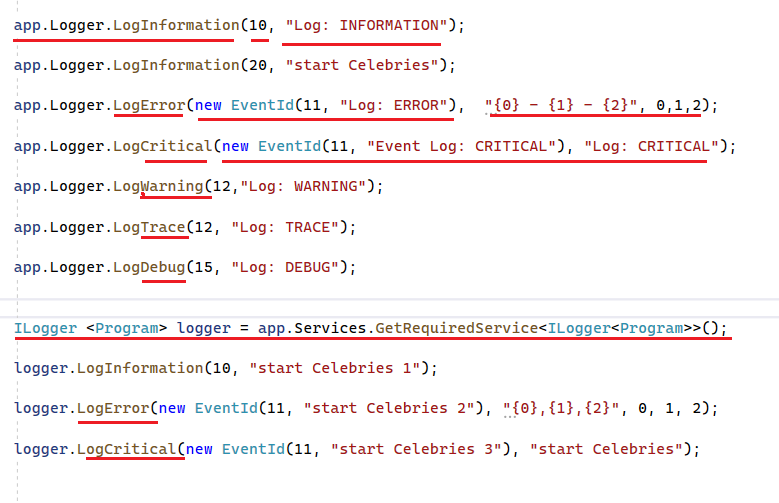 app.Logger.LogInformation(10, "Log: INFORMATION");
app.Logger.LogInformation(20, "start Celebries");
app.Logger.LogError(new EventId(11, "Log: ERROR"),  "{0} - {1} - {2}", 0,1,2);
app.Logger.LogCritical(new EventId(11, "Event Log: CRITICAL"), "Log: CRITICAL");
app.Logger.LogWarning(12,"Log: WARNING");
app.Logger.LogTrace(12, "Log: TRACE");
app.Logger.LogDebug(15, "Log: DEBUG");
ILogger <Program> logger = app.Services.GetRequiredService<ILogger<Program>>();
logger.LogInformation(10, "start Celebries 1");
logger.LogError(new EventId(11, "start Celebries 2"), "{0},{1},{2}", 0, 1, 2);
logger.LogCritical(new EventId(11, "start Celebries 3"), "start Celebries");